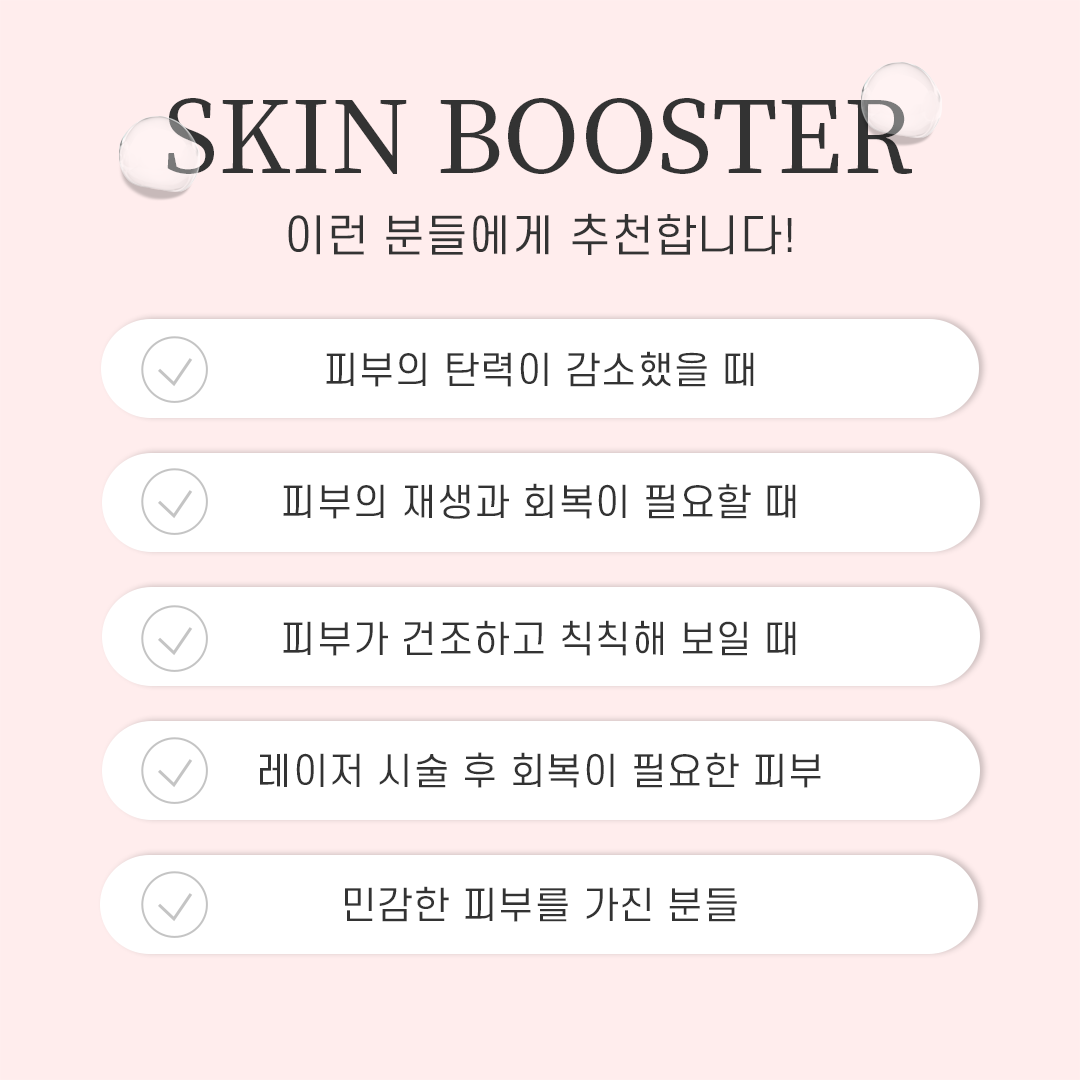 SKIN BOOSTER
이런 분들에게 추천합니다!
피부의 탄력이 감소했을 때
피부의 재생과 회복이 필요할 때
피부가 건조하고 칙칙해 보일 때
레이저 시술 후 회복이 필요한 피부
민감한 피부를 가진 분들